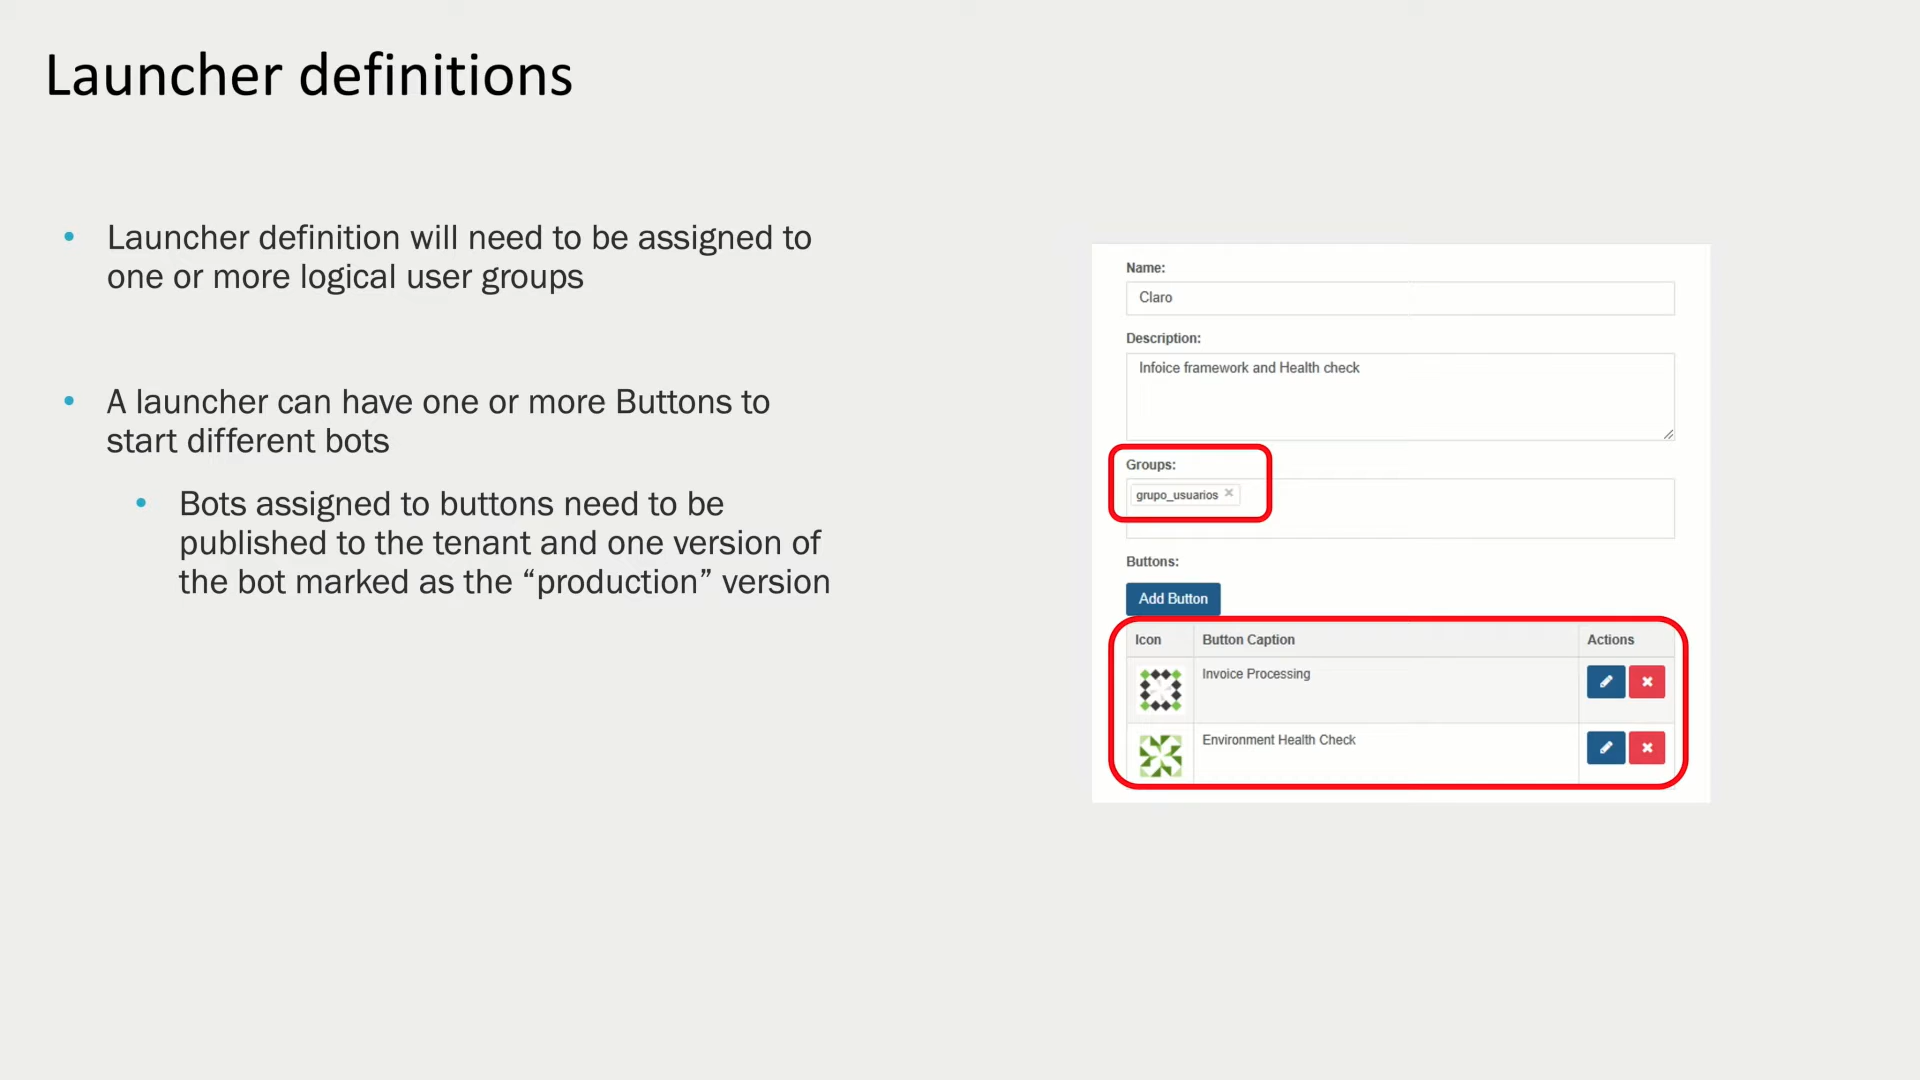 Launcher definitions
• Launcher definition will need to be assigned to
one or more logical user groups
• A launcher can have one or more Buttons to
start different bots
• Bots assigned to buttons need to be
published to the tenant and one version of
the bot marked as the “production” version
Name:
Claro
Description:
Infoice framework and Health check
Groups:
grupo_usuarios ×
Buttons:
Add Button
Icon Button Caption Actions
Invoice Processing
Environment Health Check